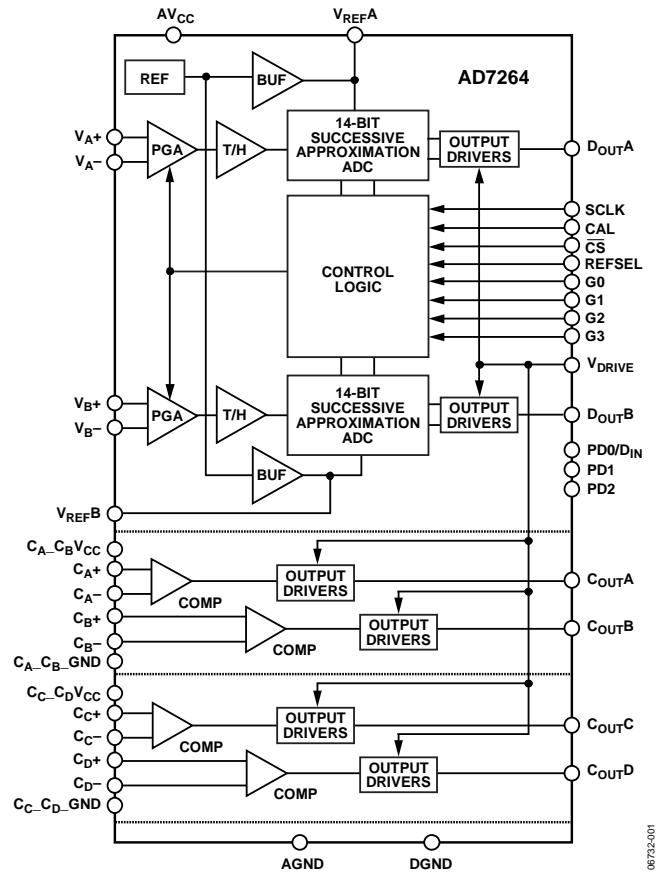 AVCC
VREFA
REF
BUF
AD7264
VA+
VA–
PGA
T/H
14-BIT
SUCCESSIVE
APPROXIMATION
ADC
OUTPUT
DRIVERS
DOUTA
SCLK
CAL
CS
REFSEL
G0
G1
G2
G3
CONTROL
LOGIC
VDRIVE
VB+
VB–
PGA
T/H
14-BIT
SUCCESSIVE
APPROXIMATION
ADC
OUTPUT
DRIVERS
DOUTB
PD0/DIN
PD1
PD2
BUF
VREFB
CA_CBVCC
CA+
CA–
COMP
OUTPUT
DRIVERS
COUTA
CB+
CB–
COMP
OUTPUT
DRIVERS
COUTB
CA_CB_GND
CC_CDVCC
CC+
CC–
COMP
OUTPUT
DRIVERS
COUTC
CD+
CD–
COMP
OUTPUT
DRIVERS
COUTD
CC_CD_GND
AGND
DGND
06732-001